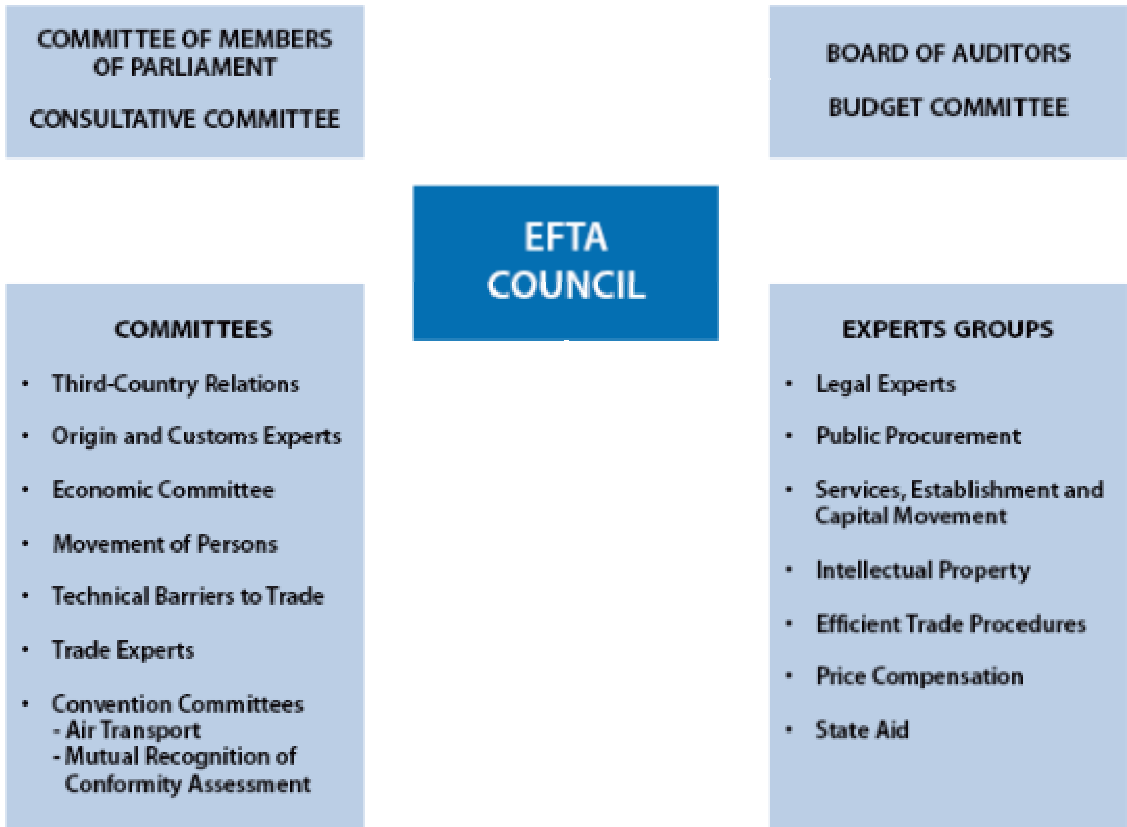 COMMITTEE OF MEMBERS
OF PARLIAMENT
CONSULTATIVE COMMITTEE
BOARD OF AUDITORS
BUDGET COMMITTEE
EFTA
COUNCIL
COMMITTEES
• Third-Country Relations
• Origin and Customs Experts
• Economic Committee
• Movement of Persons
• Technical Barriers to Trade
• Trade Experts
• Convention Committees
- Air Transport
- Mutual Recognition of
Conformity Assessment
EXPERTS GROUPS
• Legal Experts
• Public Procurement
• Services, Establishment and
Capital Movement
• Intellectual Property
• Efficient Trade Procedures
• Price Compensation
• State Aid